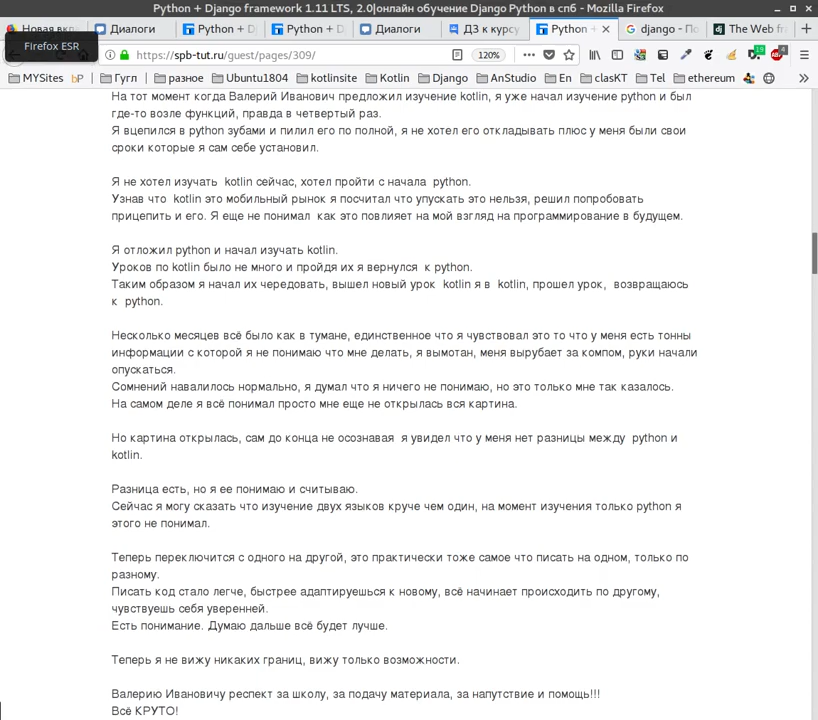 Python + Django framework 1.11 LTS, 2.0|онлайн обучение Django Python в спб - Mozilla Firefox
Новая вкл
Диалоги
Python + Dj
Python + Dj
Диалоги
ДЗ к курсу
Python +
django - По
The Web fra
Firefox ESR
https://spb-tut.ru/guest/pages/309/
120%
19
4
MYSites
bP
Гугл
разное
Ubuntu1804
kotlinsite
Kotlin
Django
AnStudio
En
clasKT
Tel
ethereum
На тот момент когда Валерий Иванович предложил изучение kotlin, я уже начал изучение python и был
где-то возле функций, правда в четвертый раз.
Я вцепился в python зубами и пилил его по полной, я не хотел его откладывать плюс у меня были свои
сроки которые я сам себе установил.
Я не хотел изучать kotlin сейчас, хотел пройти с начала python.
Узнав что kotlin это мобильный рынок я посчитал что упускать это нельзя, решил попробовать
прицепить и его. Я еще не понимал как это повлияет на мой взгляд на программирование в будущем.
Я отложил python и начал изучать kotlin.
Уроков по kotlin было не много и пройдя их я вернулся к python.
Таким образом я начал их чередовать, вышел новый урок kotlin я в kotlin, прошел урок, возвращаюсь
к python.
Несколько месяцев всё было как в тумане, единственное что я чувствовал это то что у меня есть тонны
информации с которой я не понимаю что мне делать, я вымотан, меня вырубает за компом, руки начали
опускаться.
Сомнений навалилось нормально, я думал что я ничего не понимаю, но это только мне так казалось.
На самом деле я всё понимал просто мне еще не открылась вся картина.
Но картина открылась, сам до конца не осознавая я увидел что у меня нет разницы между python и
kotlin.
Разница есть, но я ее понимаю и считываю.
Сейчас я могу сказать что изучение двух языков круче чем один, на момент изучения только python я
этого не понимал.
Теперь переключится с одного на другой, это практически тоже самое что писать на одном, только по
разному.
Писать код стало легче, быстрее адаптируешься к новому, всё начинает происходить по другому,
чувствуешь себя уверенней.
Есть понимание. Думаю дальше всё будет лучше.
Теперь я не вижу никаких границ, вижу только возможности.
Валерию Ивановичу респект за школу, за подачу материала, за напутствие и помощь!!!
Всё КРУТО!